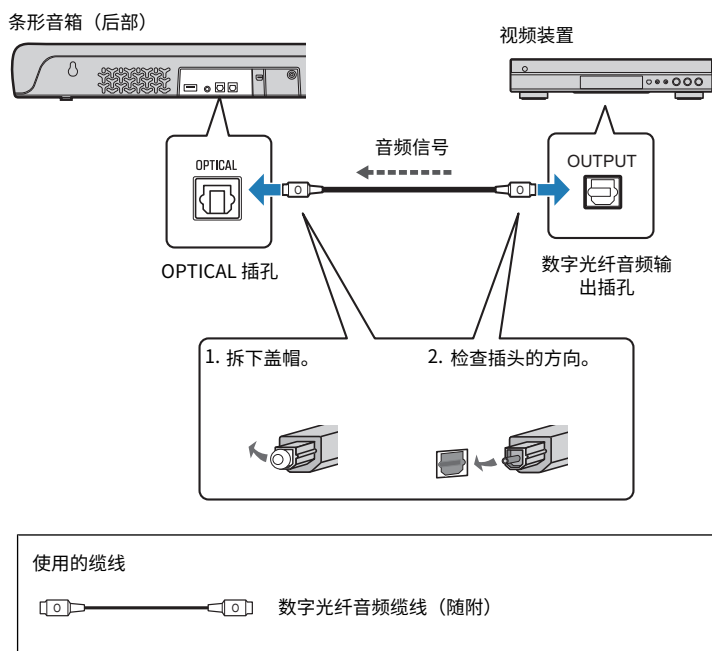 条形音箱（后部）
视频装置
音频信号
OPTICAL
OUTPUT
OPTICAL 插孔
数字光纤音频输
出插孔
1. 拆下盖帽。
2. 检查插头的方向。
使用的缆线
数字光纤音频缆线（随附）